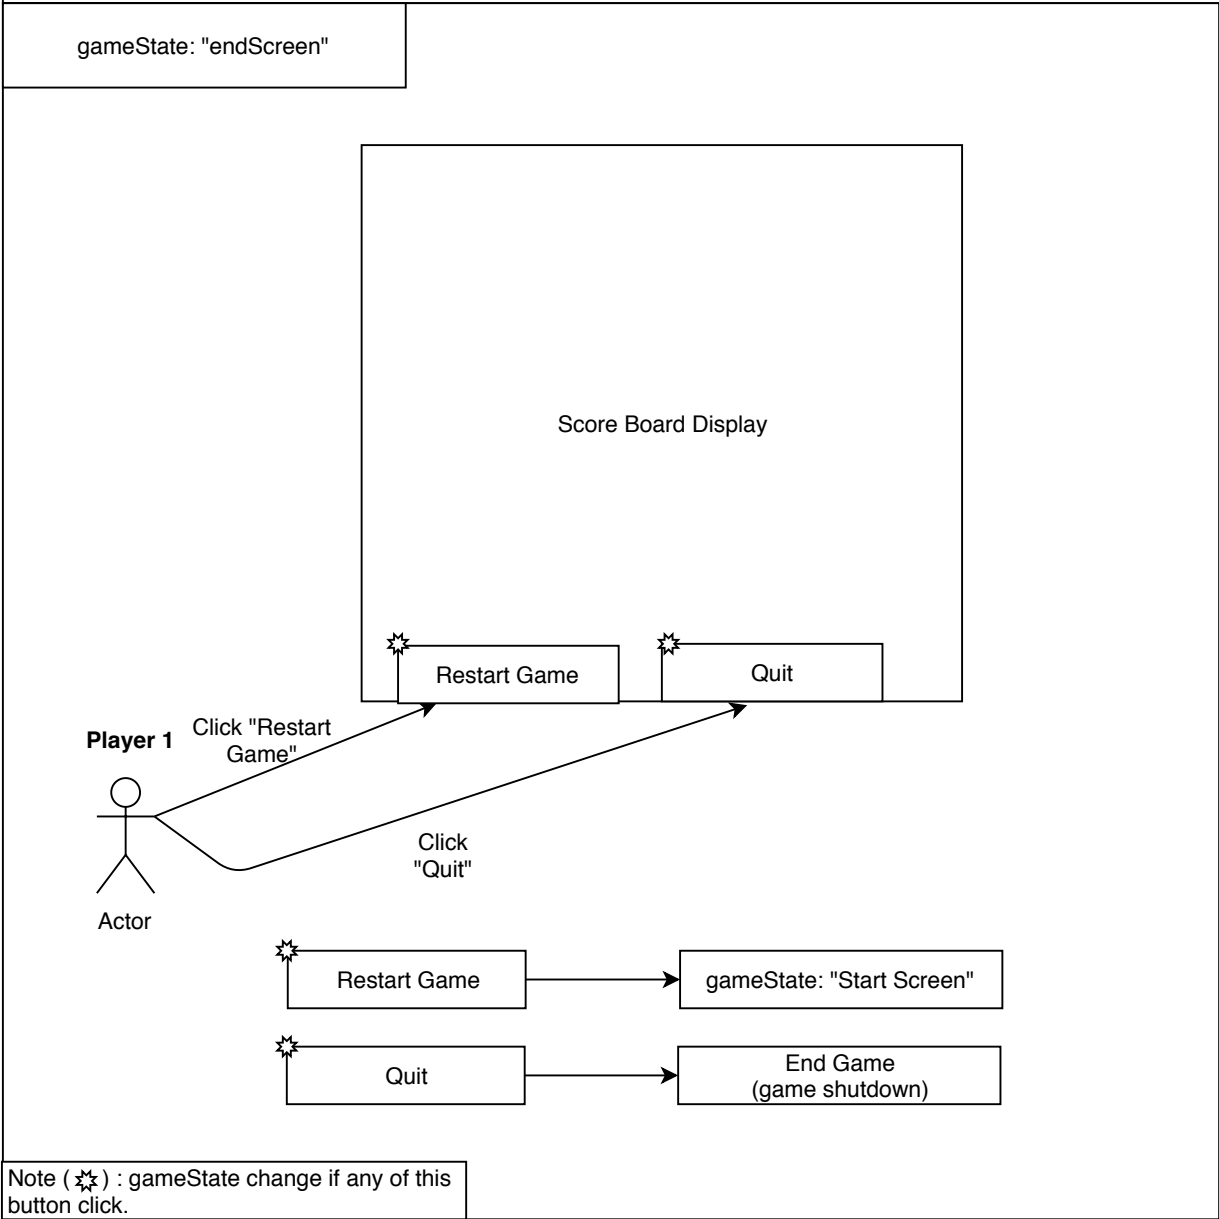 gameState: "endScreen"
Score Board Display
Restart Game
Quit
Click "Restart
Game"
Player 1
Click
"Quit"
Actor
Restart Game
gameState: "Start Screen"
Quit
End Game
(game shutdown)
Note ( ) : gameState change if any of this
button click.